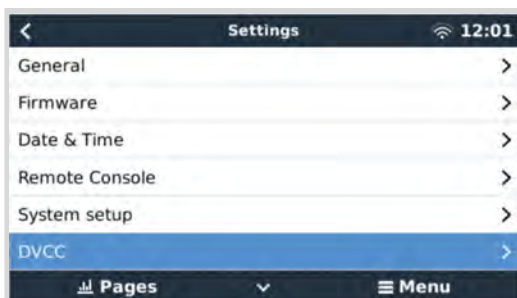 Settings 12:01
General
Firmware
Date & Time
Remote Console
System setup
DVCC
Pages Menu